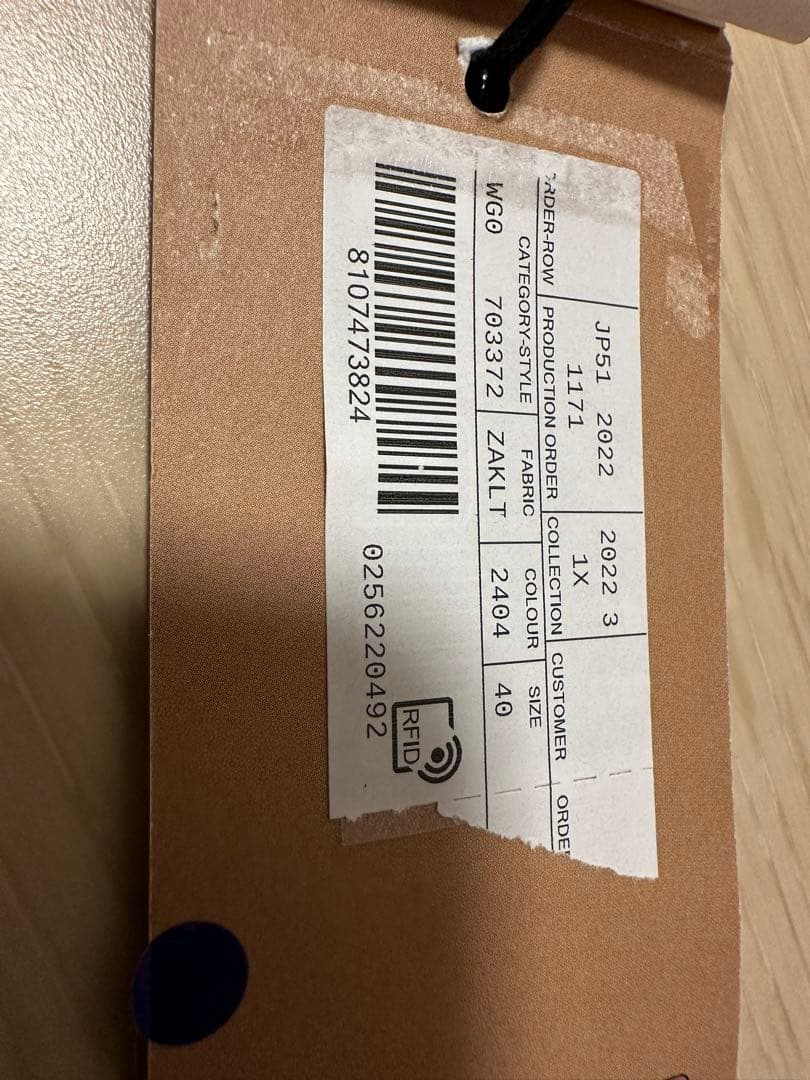 JP51 2022 2022 3
1171 1X
ORDER-ROW PRODUCTION ORDER COLLECTION CUSTOMER ORDE
CATEGORY-STYLE FABRIC COLOUR SIZE
WG0 703372 ZAKLT 2404 40
RFID
8107473824 0256220492